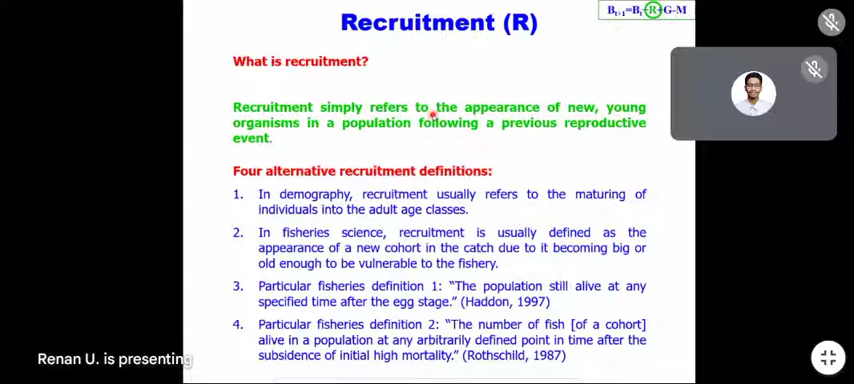 Recruitment (R)
Bt+1=Bt+R+G-M
What is recruitment?
Recruitment simply refers to the appearance of new, young
organisms in a population following a previous reproductive
event.
Four alternative recruitment definitions:
1. In demography, recruitment usually refers to the maturing of
individuals into the adult age classes.
2. In fisheries science, recruitment is usually defined as the
appearance of a new cohort in the catch due to it becoming big or
old enough to be vulnerable to the fishery.
3. Particular fisheries definition 1: “The population still alive at any
specified time after the egg stage.” (Haddon, 1997)
4. Particular fisheries definition 2: “The number of fish [of a cohort]
alive in a population at any arbitrarily defined point in time after the
subsidence of initial high mortality.” (Rothschild, 1987)
Renan U. is presenting